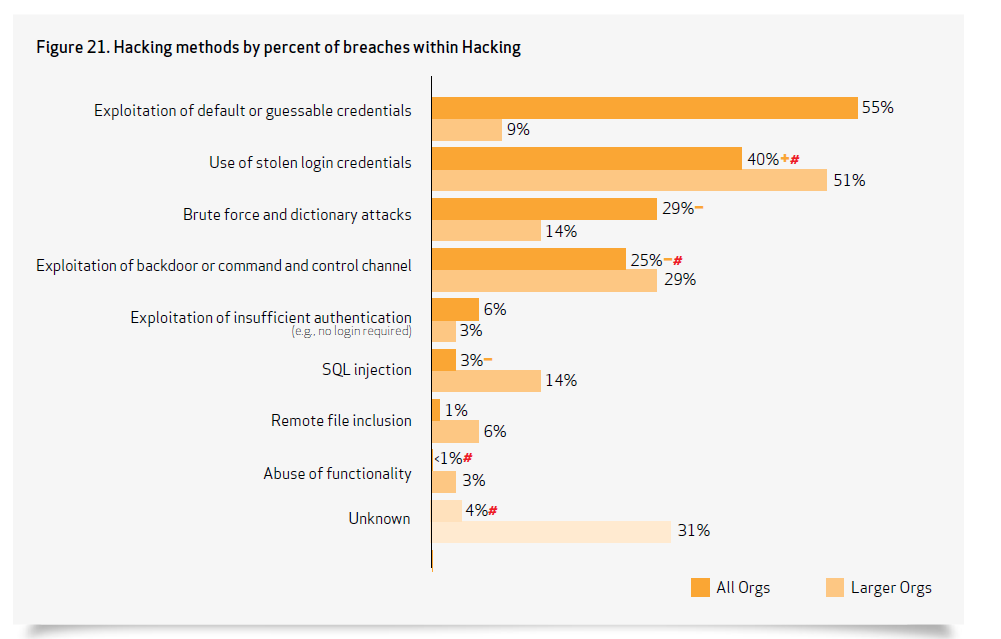 Figure 21. Hacking methods by percent of breaches within Hacking
Exploitation of default or guessable credentials
55%
9%
Use of stolen login credentials
40%+#
51%
Brute force and dictionary attacks
29%–
14%
Exploitation of backdoor or command and control channel
25%–#
29%
Exploitation of insufficient authentication
(e.g., no login required)
6%
3%
SQL injection
3%–
14%
Remote file inclusion
1%
6%
Abuse of functionality
<1%#
3%
Unknown
4%#
31%
All Orgs
Larger Orgs